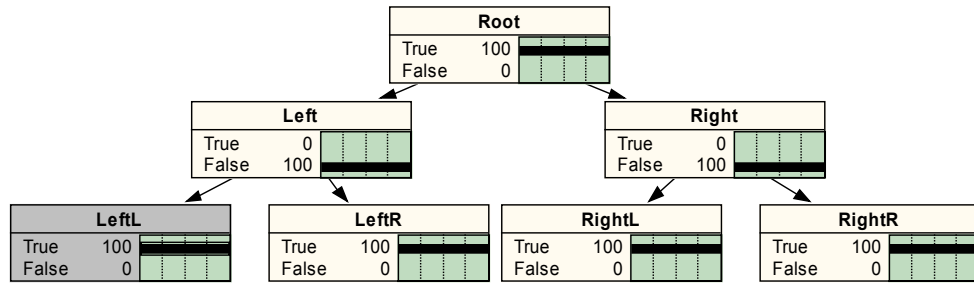 Root
True 100
False 0
Left
True 0
False 100
Right
True 0
False 100
LeftL
True 100
False 0
LeftR
True 100
False 0
RightL
True 100
False 0
RightR
True 100
False 0